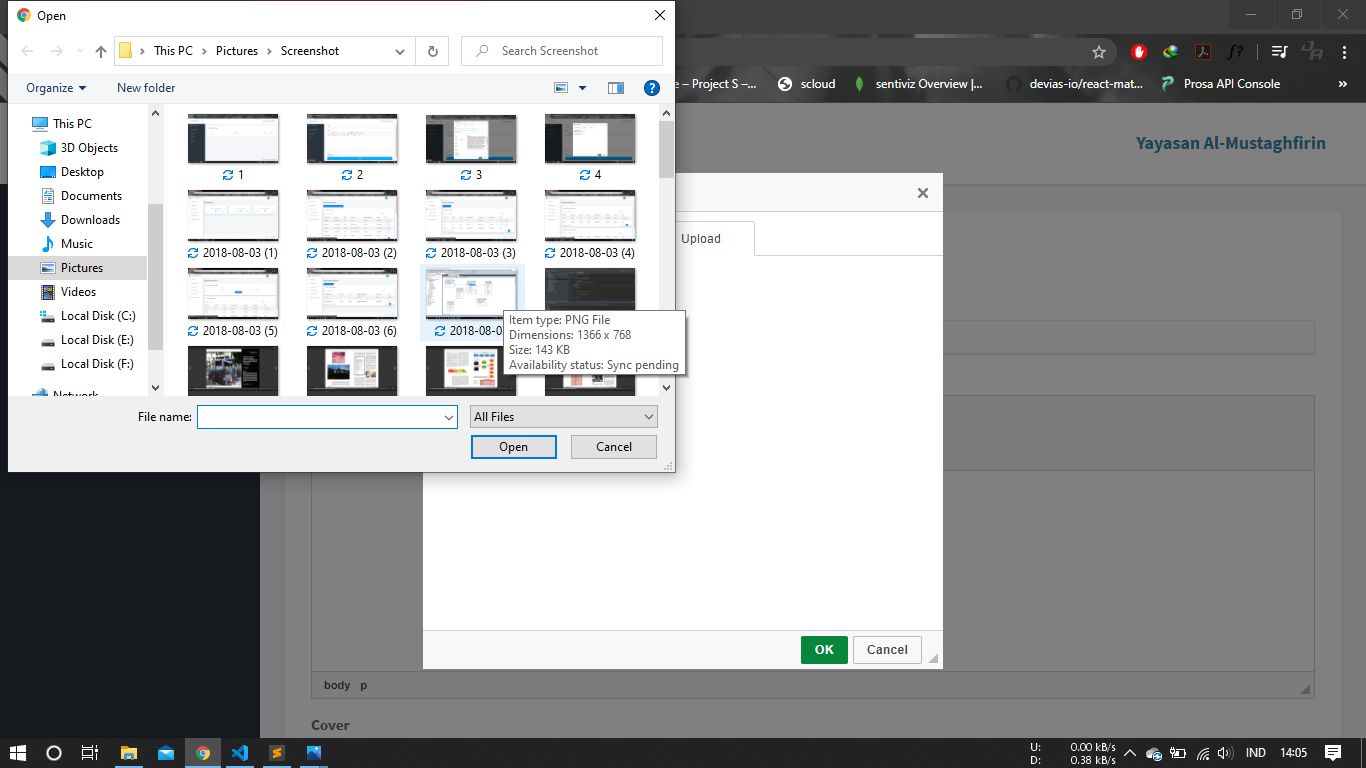 Open
This PC
Pictures
Screenshot
Search Screenshot
Organize
New folder
e – Project S –...
scloud
sentiviz Overview |...
devias-io/react-mat...
Prosa API Console
»
Yayasan Al-Mustaghfirin
This PC
3D Objects
Desktop
Documents
Downloads
Music
Pictures
Videos
Local Disk (C:)
Local Disk (E:)
Local Disk (F:)
Network
1
2
3
4
2018-08-03 (1)
2018-08-03 (2)
2018-08-03 (3)
2018-08-03 (4)
2018-08-03 (5)
2018-08-03 (6)
2018-08-0
Item type: PNG File
Dimensions: 1366 x 768
Size: 143 KB
Availability status: Sync pending
File name:
All Files
Open
Cancel
Upload
OK
Cancel
body p
Cover
U: 0.00 kB/s
D: 0.38 kB/s
IND
14:05